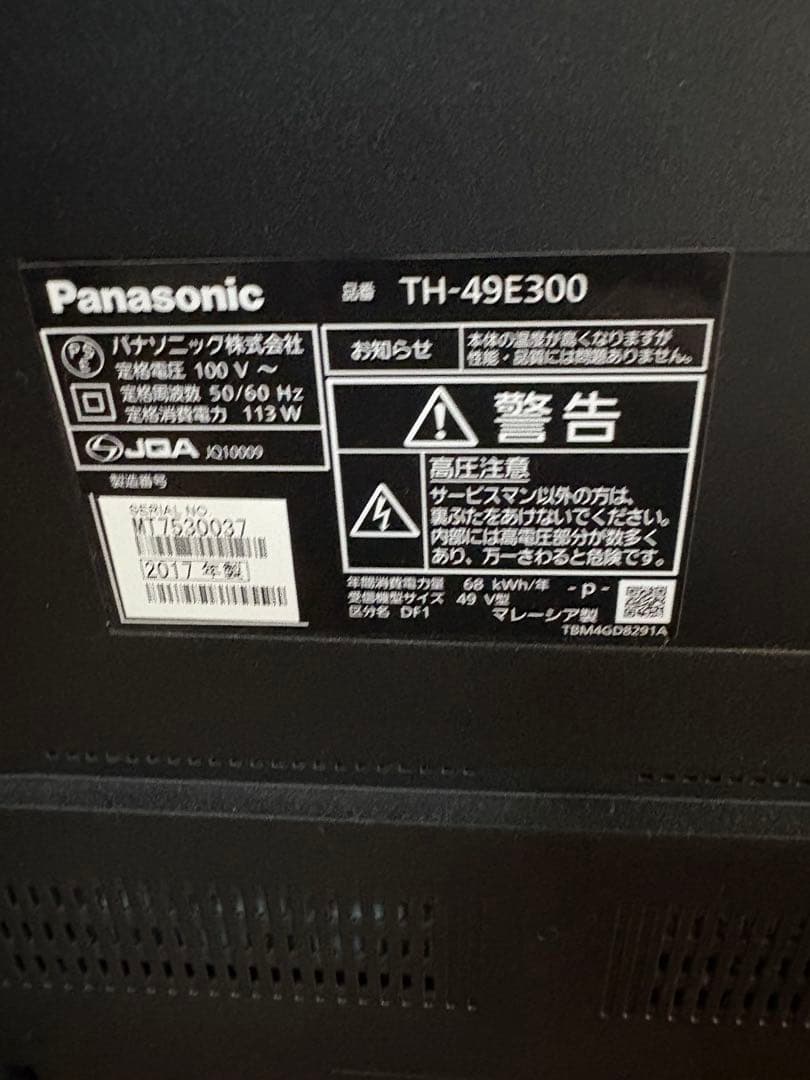 Panasonic
品番 TH-49E300
PSE
パナソニック株式会社
定格電圧 100 V ～
定格周波数 50/60 Hz
定格消費電力 113 W
JQA JQ10009
製造番号
SERIAL NO.
MT7530037
2017 年製
お知らせ
本体の温度が高くなりますが
性能・品質には問題ありません。
警告
高圧注意
サービスマン以外の方は、
裏ぶたをあけないでください。
内部には高電圧部分が数多く
あり、万一さわると危険です。
年間消費電力量 68 kWh/年
受信機型サイズ 49 V型
区分名 DF1
-P-
マレーシア製
TBM4GD8291A